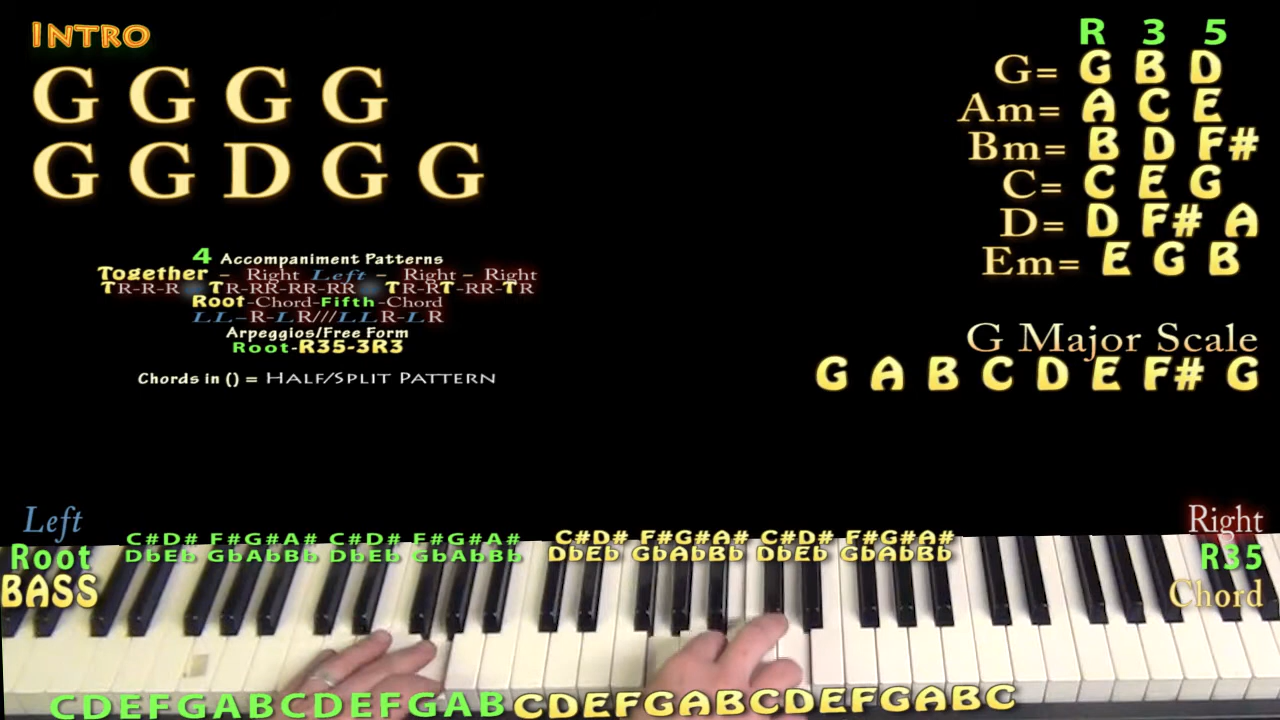 INTRO
G G G G
G G D G G
4 Accompaniment Patterns
Together - Right Left - Right - Right
TR-R-R TR-RR-RR-RR TR-RT-RR-TR
Root-Chord-Fifth-Chord
LL-R-LR///LLR-LR
Arpeggios/Free Form
Root-R35-3R3
Chords in () = HALF/SPLIT PATTERN
R 3 5
G= G B D
Am= A C E
Bm= B D F#
C= C E G
D= D F# A
Em= E G B
G Major Scale
G A B C D E F# G
Left
Root
BASS
C#D# F#G#A# C#D# F#G#A# C#D# F#G#A# C#D# F#G#A#
DbEb GbAbBb DbEb GbAbBb DbEb GbAbBb DbEb GbAbBb
Right
R35
Chord
CDEFGABCDEFGAB CDEFGABCDEFGABC